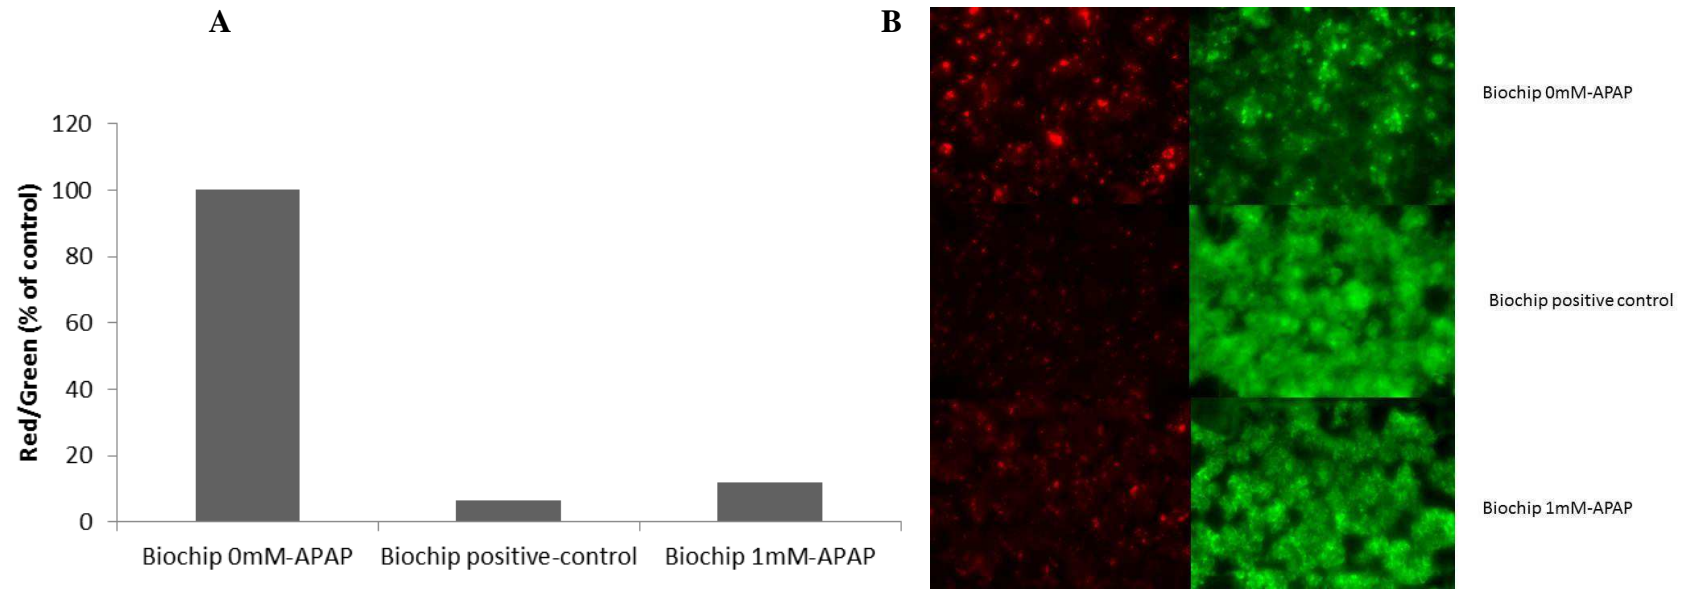 A
B
120
100
80
60
40
20
0
Red/Green (% of control)
Biochip 0mM-APAP
Biochip positive-control
Biochip 1mM-APAP
Biochip 0mM-APAP
Biochip positive control
Biochip 1mM-APAP